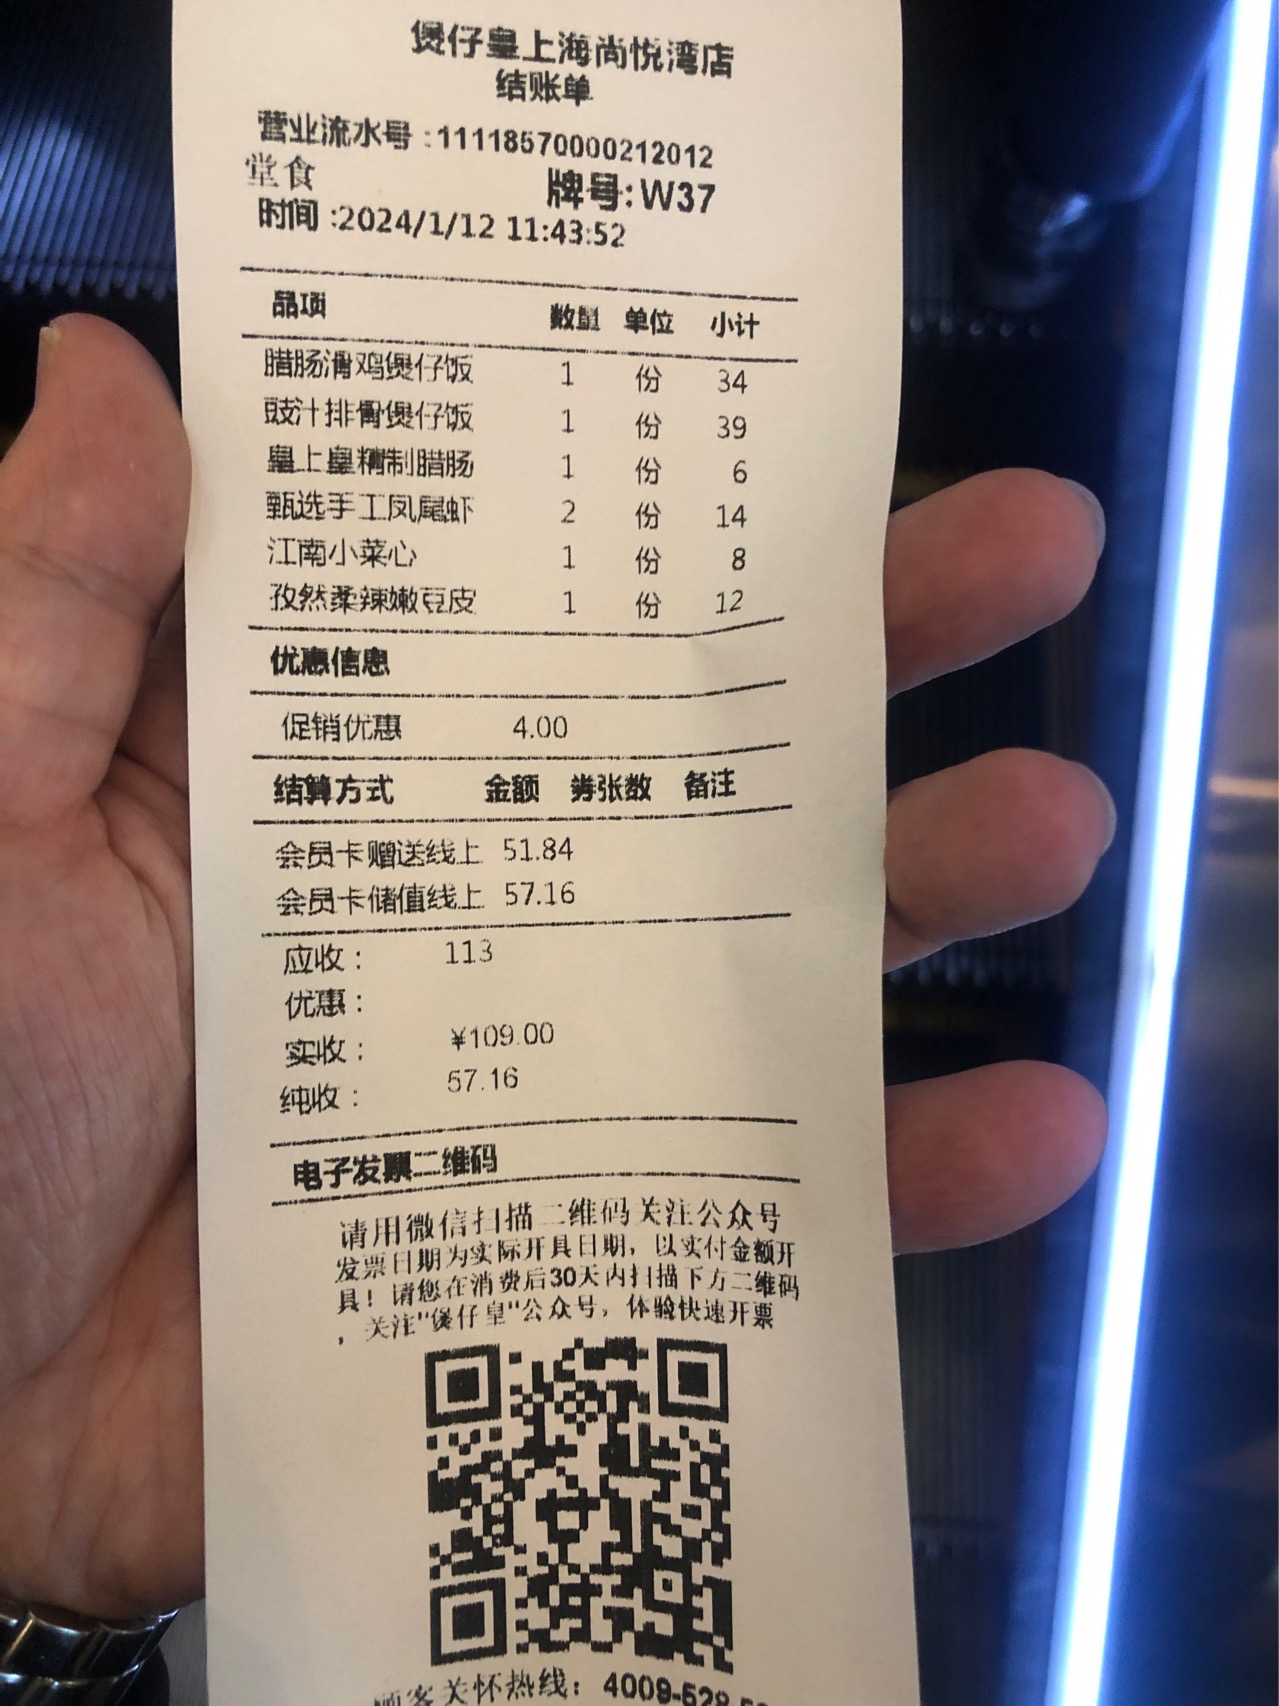 煲仔皇上海尚悦湾店
结账单
营业流水号:11118570000212012
堂食 牌号:W37
时间:2024/1/12 11:43:52
品项 数量 单位 小计
腊肠滑鸡煲仔饭 1 份 34
豉汁排骨煲仔饭 1 份 39
皇上皇精制腊肠 1 份 6
甄选手工凤尾虾 2 份 14
江南小菜心 1 份 8
孜然柔辣嫩豆皮 1 份 12
优惠信息
促销优惠 4.00
结算方式 金额 券张数 备注
会员卡赠送线上 51.84
会员卡储值线上 57.16
应收: 113
优惠:
实收: ¥109.00
纯收: 57.16
电子发票二维码
请用微信扫描二维码关注公众号
发票日期为实际开具日期，以实付金额开
具！请您在消费后30天内扫描下方二维码
，关注"煲仔皇"公众号，体验快速开票
顾客关怀热线：4009-628-